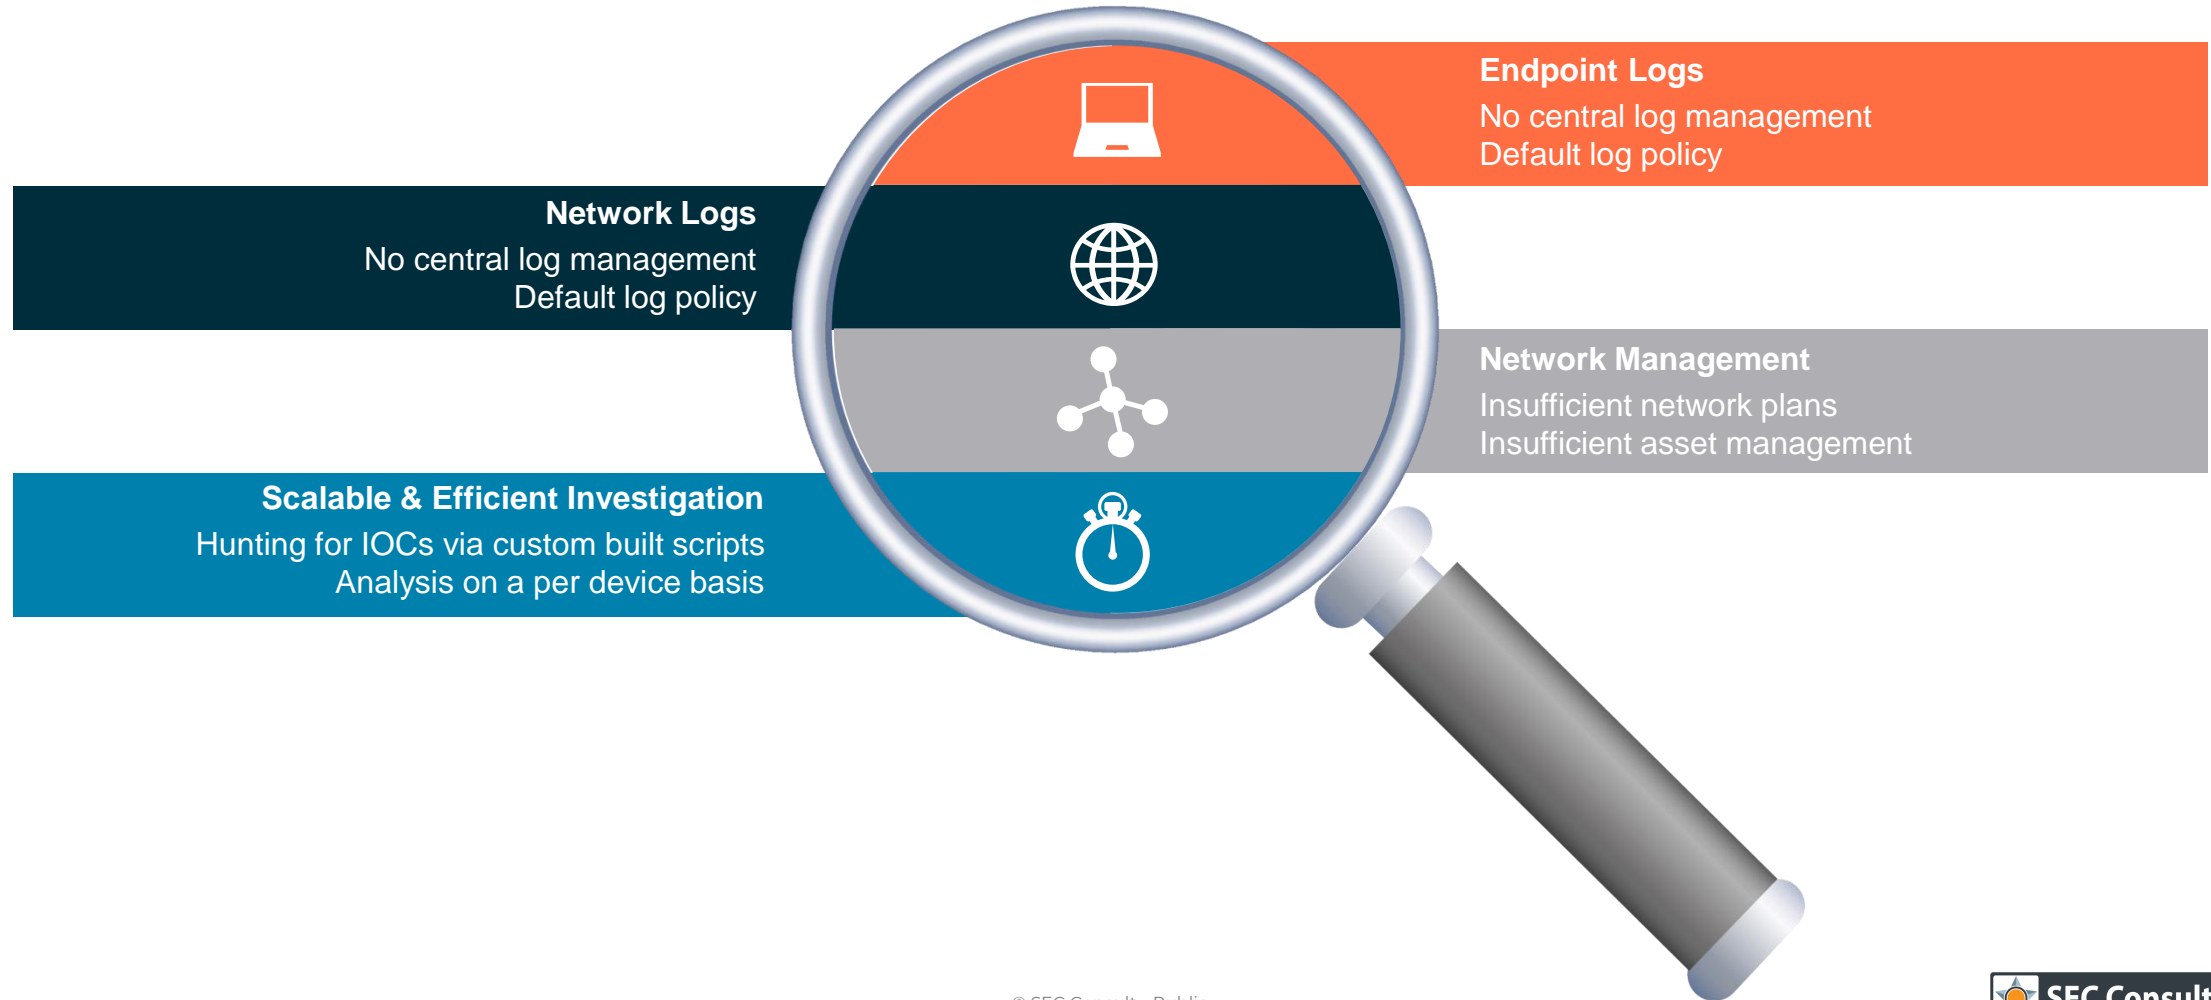 Endpoint Logs
No central log management
Default log policy
Network Logs
No central log management
Default log policy
Network Management
Insufficient network plans
Insufficient asset management
Scalable & Efficient Investigation
Hunting for IOCs via custom built scripts
Analysis on a per device basis
SEC Consult